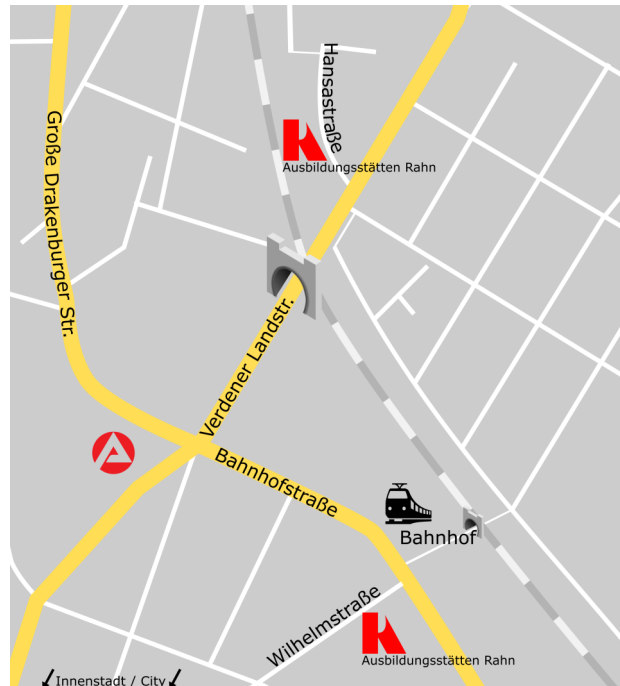 Hansastraße
Große Drakenburger Str.
Ausbildungsstätten Rahn
Verdener Landstr.
Bahnhofstraße
Bahnhof
Wilhelmstraße
Ausbildungsstätten Rahn
Innenstadt / City